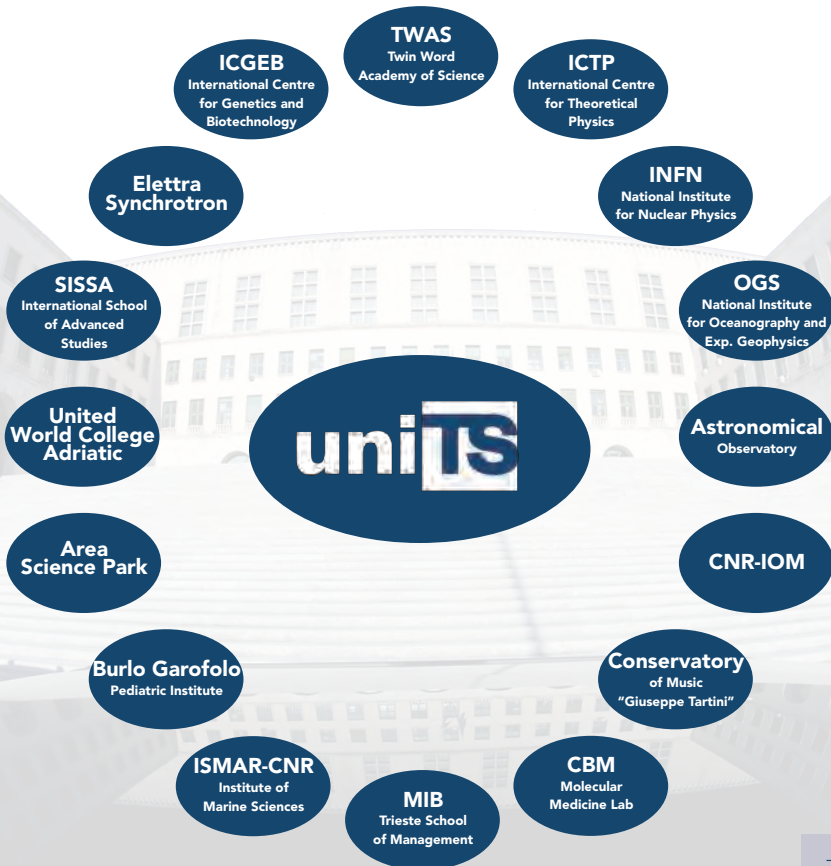 TWAS
Twin Word
Academy of Science
ICGEB
International Centre
for Genetics and
Biotechnology
ICTP
International Centre
for Theoretical
Physics
Elettra
Synchrotron
INFN
National Institute
for Nuclear Physics
SISSA
International School
of Advanced
Studies
OGS
National Institute
for Oceanography and
Exp. Geophysics
United
World College
Adriatic
uniTS
Astronomical
Observatory
Area
Science Park
CNR-IOM
Burlo Garofolo
Pediatric Institute
Conservatory
of Music
“Giuseppe Tartini”
ISMAR-CNR
Institute of
Marine Sciences
CBM
Molecular
Medicine Lab
MIB
Trieste School
of Management